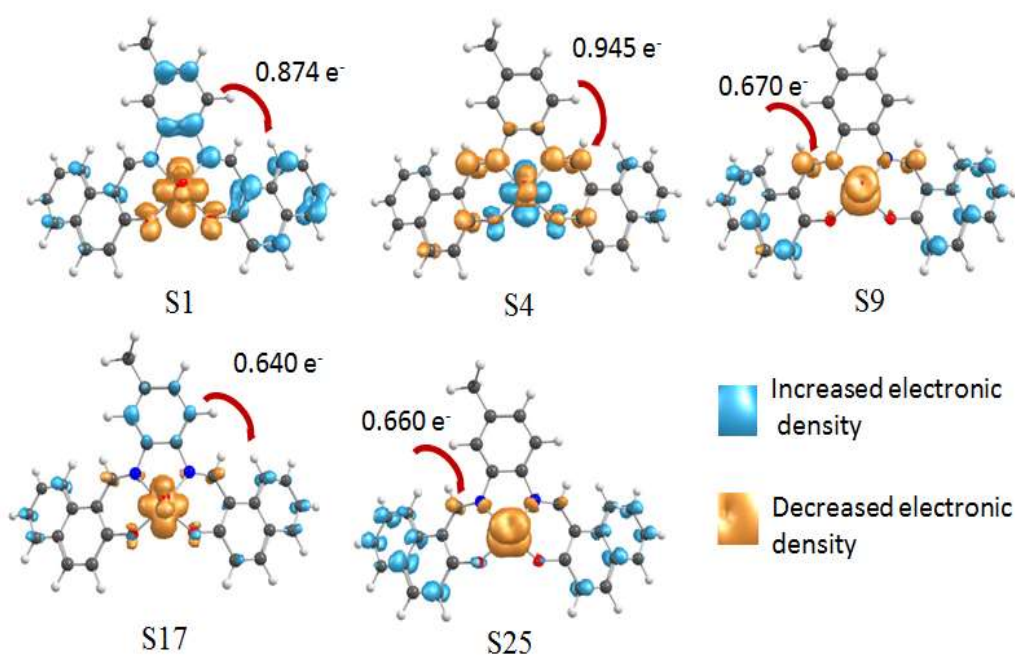 0.874 e-
S1
0.945 e-
S4
0.670 e-
S9
0.640 e-
S17
0.660 e-
S25
Increased electronic
density
Decreased electronic
density